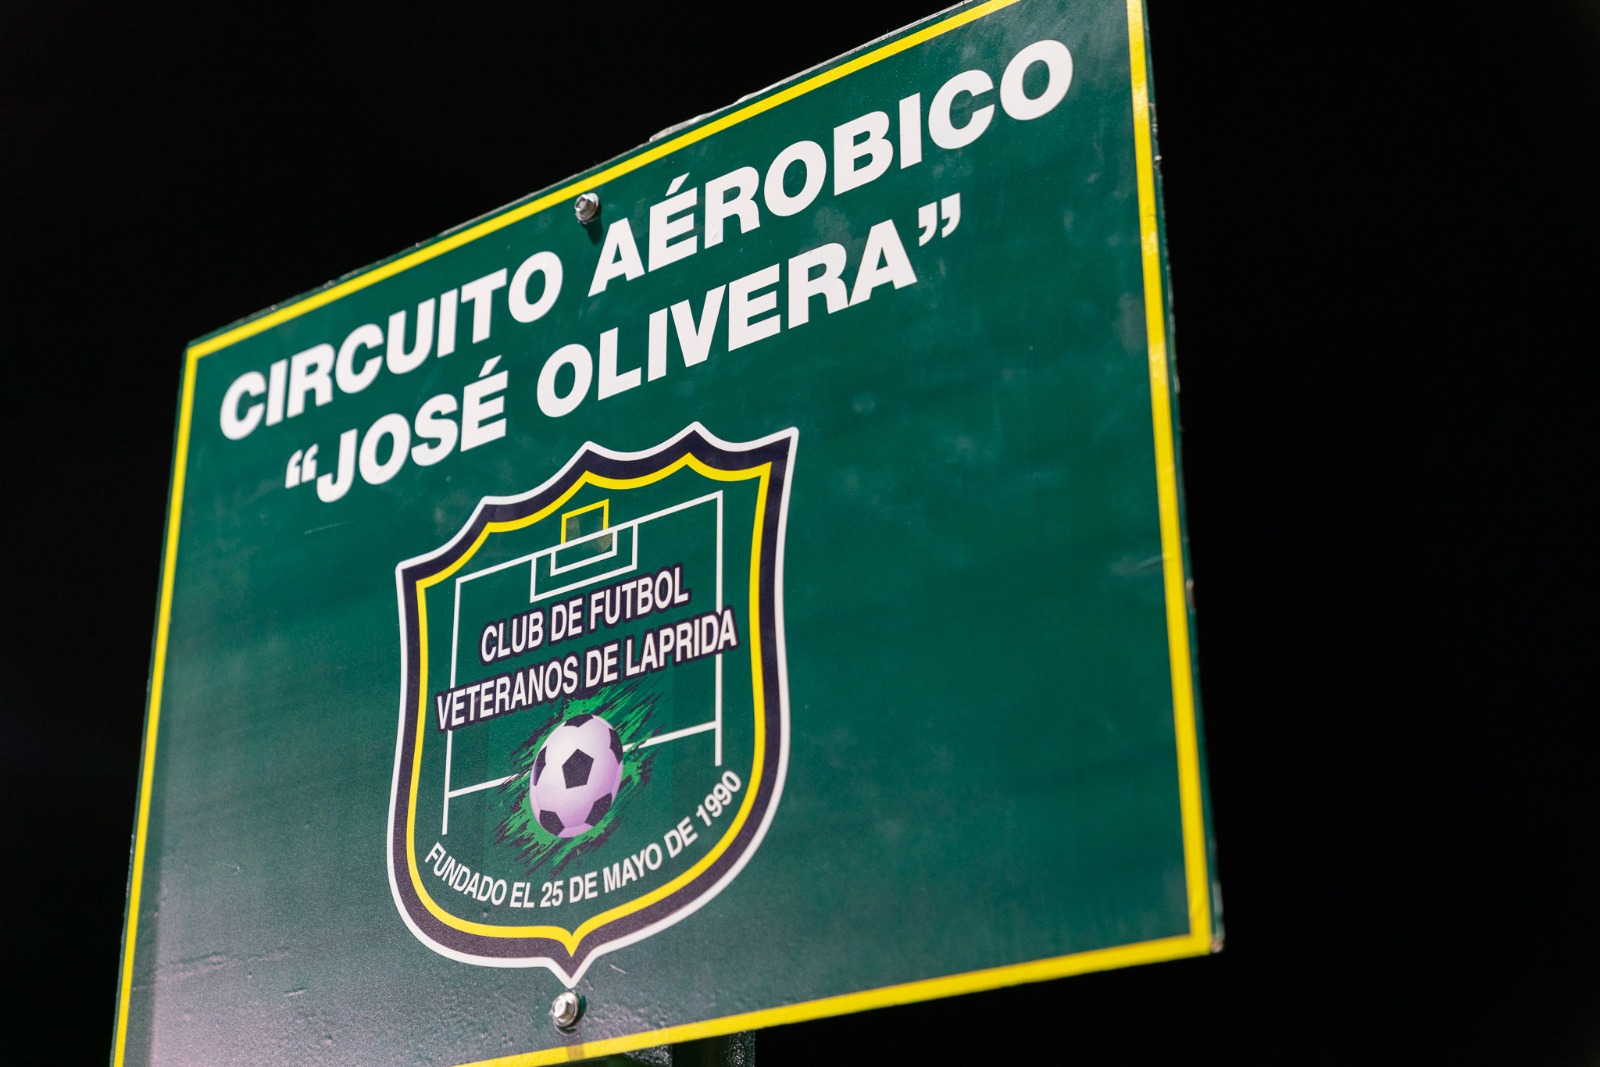 CIRCUITO AÉROBICO
“JOSÉ OLIVERA”
CLUB DE FUTBOL
VETERANOS DE LAPRIDA
FUNDADO EL 25 DE MAYO DE 1990